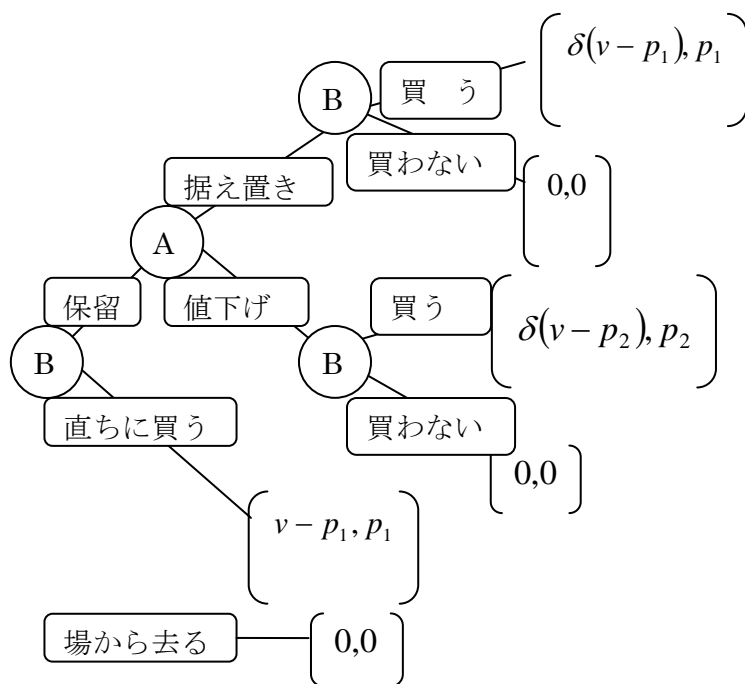 δ(v − p₁), p₁
買 う
B
買わない
0,0
据え置き
A
保留
値下げ
買う
δ(v − p₂), p₂
B
B
直ちに買う
買わない
0,0
v − p₁, p₁
場から去る
0,0